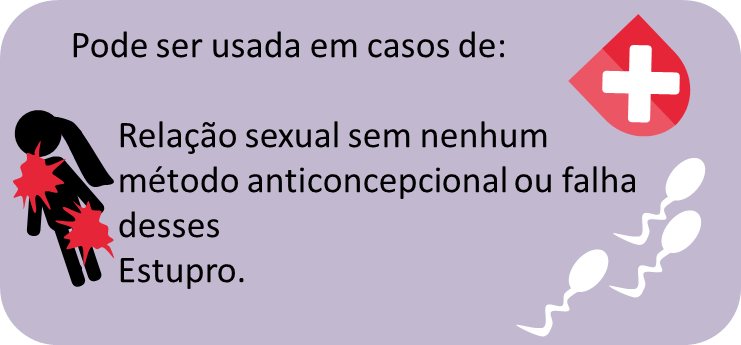 Pode ser usada em casos de:
Relação sexual sem nenhum
método anticoncepcional ou falha
desses
Estupro.